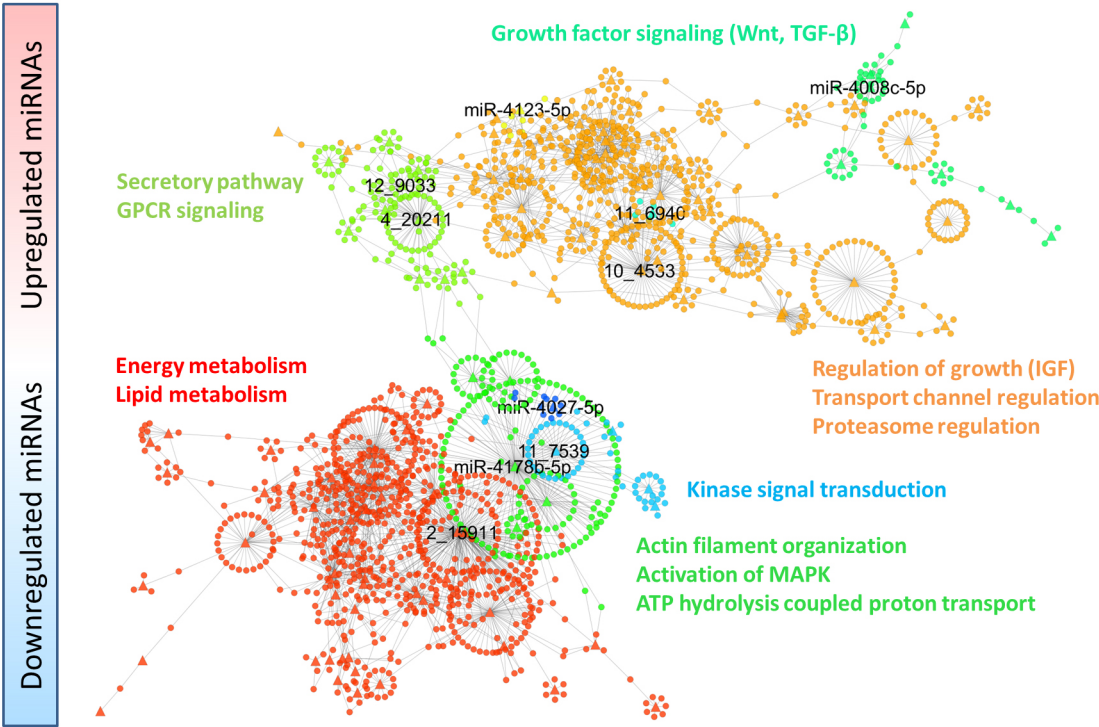 Upregulated miRNAs
Downregulated miRNAs
Growth factor signaling (Wnt, TGF-β)
miR-4008c-5p
miR-4123-5p
Secretory pathway
GPCR signaling
12_9033
4_20211
11_6940
10_4533
Energy metabolism
Lipid metabolism
Regulation of growth (IGF)
Transport channel regulation
Proteasome regulation
miR-4027-5p
11_7539
miR-4178b-5p
2_15911
Kinase signal transduction
Actin filament organization
Activation of MAPK
ATP hydrolysis coupled proton transport